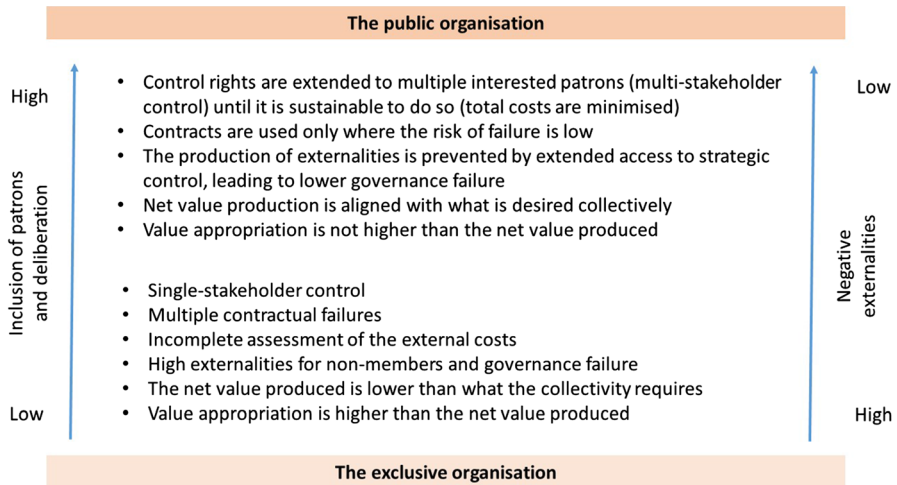 The public organisation
High
Low
• Control rights are extended to multiple interested patrons (multi-stakeholder
control) until it is sustainable to do so (total costs are minimised)
• Contracts are used only where the risk of failure is low
• The production of externalities is prevented by extended access to strategic
control, leading to lower governance failure
• Net value production is aligned with what is desired collectively
• Value appropriation is not higher than the net value produced
Inclusion of patrons
and deliberation
Negative
externalities
• Single-stakeholder control
• Multiple contractual failures
• Incomplete assessment of the external costs
• High externalities for non-members and governance failure
• The net value produced is lower than what the collectivity requires
• Value appropriation is higher than the net value produced
Low
High
The exclusive organisation